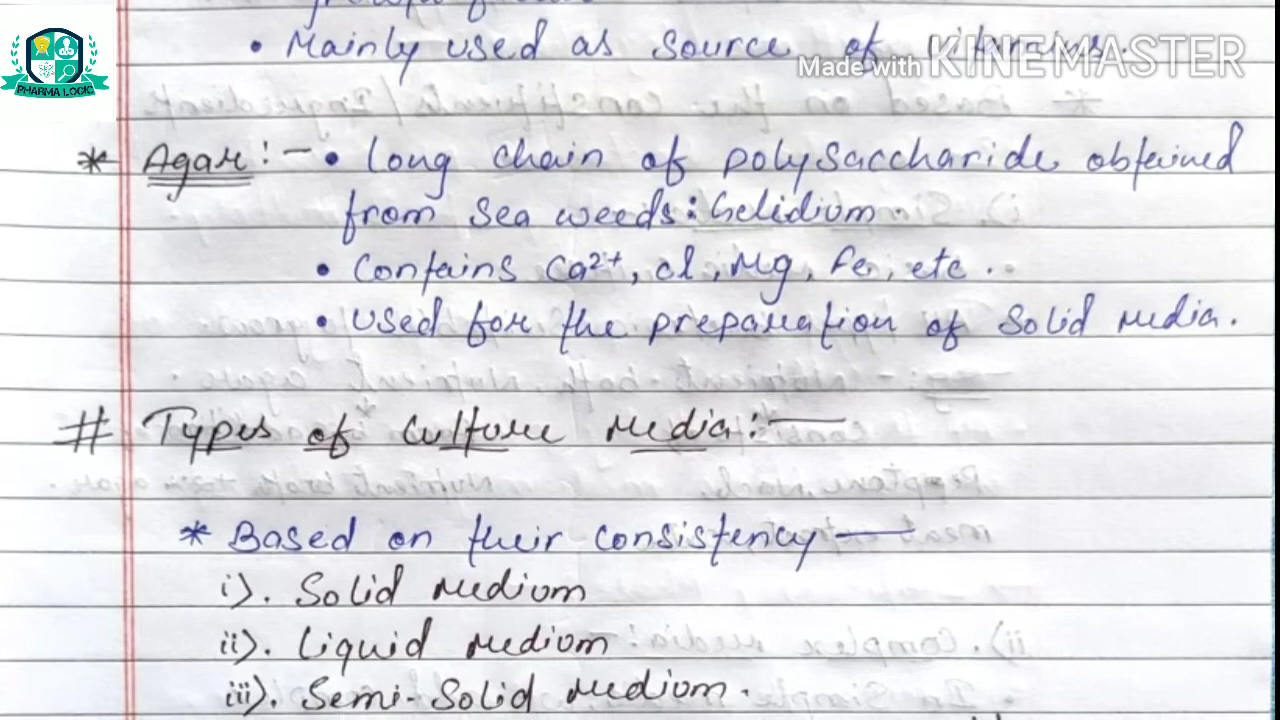 • Mainly used as source of vitamins.
Made with KINEMASTER
PHARMA LOGIC
* Agar :- • Long chain of polysaccharide obtained
from sea weeds: Gelidium
• Contains Ca²⁺, Cl, Mg, Fe, etc..
• Used for the preparation of Solid media.
# Types of Culture Media:—
* Based on their consistency —
i). Solid medium
ii). Liquid medium
iii). Semi-Solid medium.